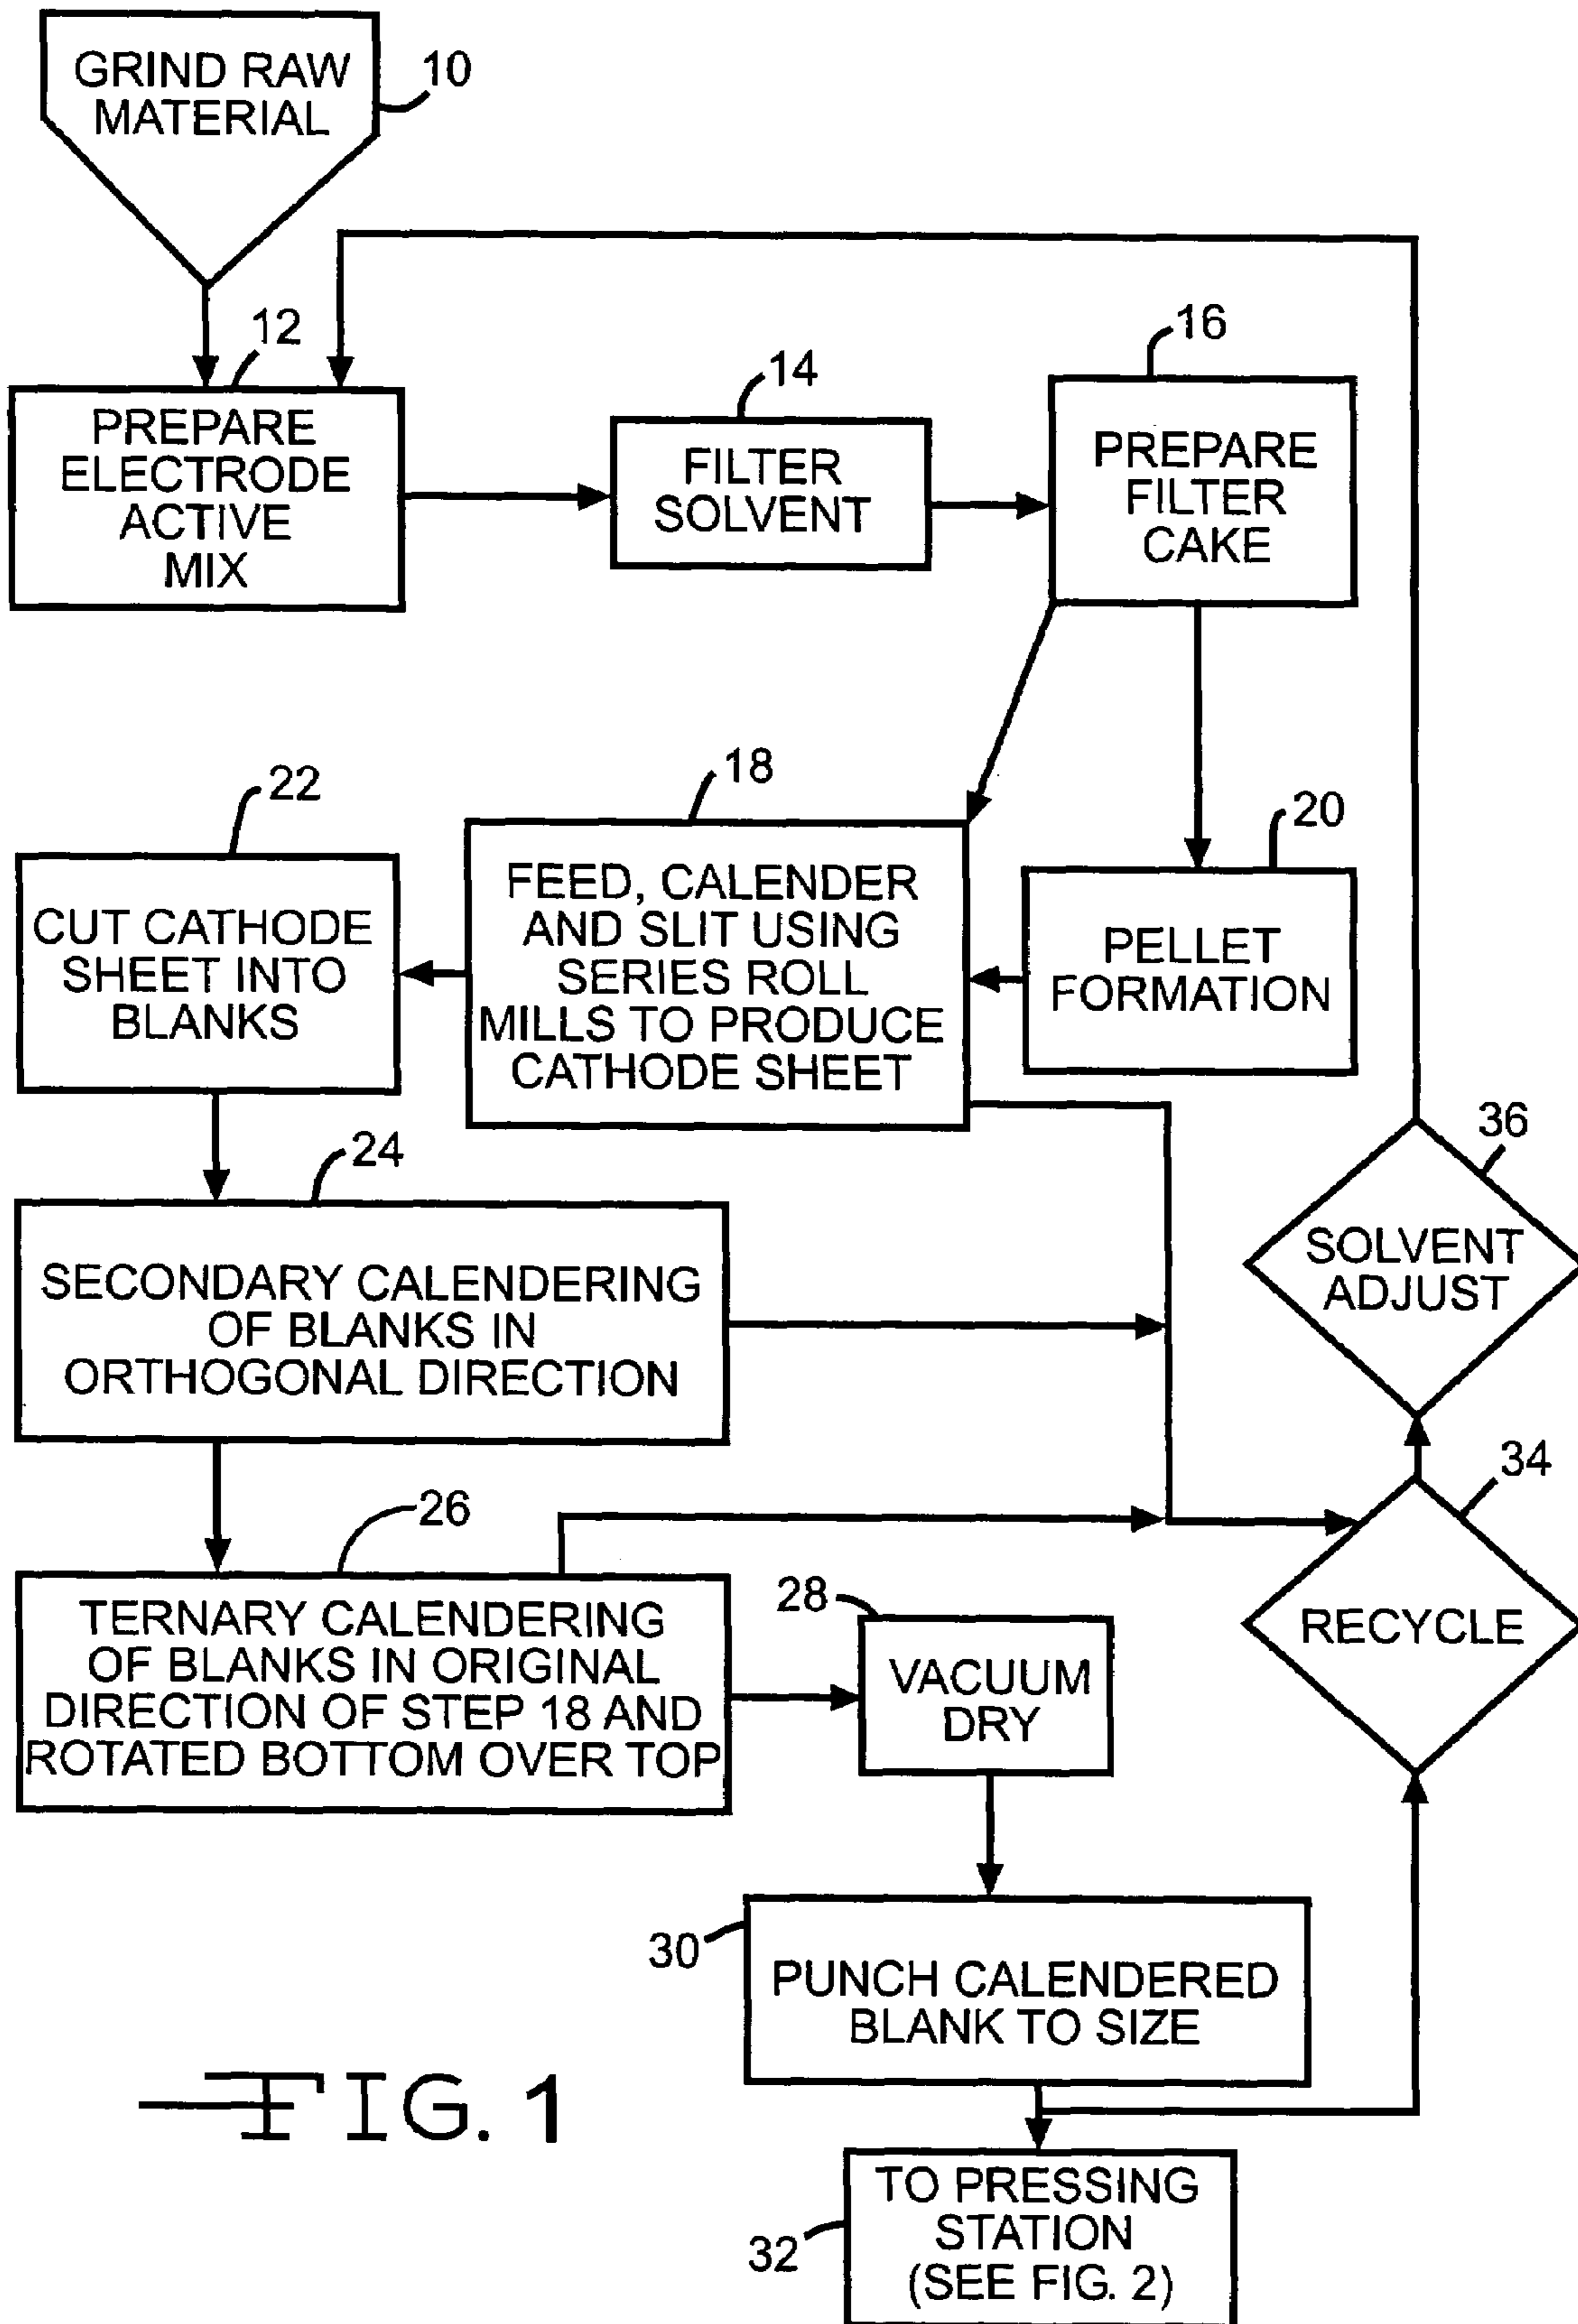 GRIND RAW
MATERIAL
10
12
PREPARE
ELECTRODE
ACTIVE
MIX
14
FILTER
SOLVENT
16
PREPARE
FILTER
CAKE
18
FEED, CALENDER
AND SLIT USING
SERIES ROLL
MILLS TO PRODUCE
CATHODE SHEET
20
PELLET
FORMATION
22
CUT CATHODE
SHEET INTO
BLANKS
24
SECONDARY CALENDERING
OF BLANKS IN
ORTHOGONAL DIRECTION
36
SOLVENT
ADJUST
34
RECYCLE
26
TERNARY CALENDERING
OF BLANKS IN ORIGINAL
DIRECTION OF STEP 18 AND
ROTATED BOTTOM OVER TOP
28
VACUUM
DRY
30
PUNCH CALENDERED
BLANK TO SIZE
32
TO PRESSING
STATION
(SEE FIG. 2)
FIG. 1